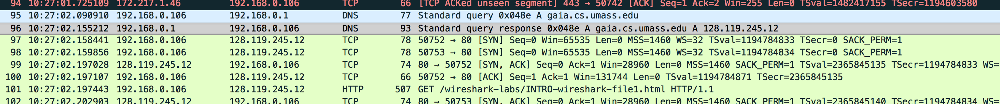 94 10:27:01.725109 172.217.1.46 192.168.0.106 TCP 66 [TCP ACKed unseen segment] 443 → 50742 [ACK] Seq=1 Ack=2 Win=255 Len=0 TSval=1482417155 TSecr=1194603580
95 10:27:02.090910 192.168.0.106 192.168.0.1 DNS 77 Standard query 0x048e A gaia.cs.umass.edu
96 10:27:02.155212 192.168.0.1 192.168.0.106 DNS 93 Standard query response 0x048e A gaia.cs.umass.edu A 128.119.245.12
97 10:27:02.158441 192.168.0.106 128.119.245.12 TCP 78 50752 → 80 [SYN] Seq=0 Win=65535 Len=0 MSS=1460 WS=32 TSval=1194784833 TSecr=0 SACK_PERM=1
98 10:27:02.159856 192.168.0.106 128.119.245.12 TCP 78 50753 → 80 [SYN] Seq=0 Win=65535 Len=0 MSS=1460 WS=32 TSval=1194784834 TSecr=0 SACK_PERM=1
99 10:27:02.197028 128.119.245.12 192.168.0.106 TCP 74 80 → 50752 [SYN, ACK] Seq=0 Ack=1 Win=28960 Len=0 MSS=1460 SACK_PERM=1 TSval=2365845135 TSecr=1194784833 WS=
100 10:27:02.197107 192.168.0.106 128.119.245.12 TCP 66 50752 → 80 [ACK] Seq=1 Ack=1 Win=131744 Len=0 TSval=1194784871 TSecr=2365845135
101 10:27:02.197443 192.168.0.106 128.119.245.12 HTTP 507 GET /wireshark-labs/INTRO-wireshark-file1.html HTTP/1.1
102 10:27:02.202903 128.119.245.12 192.168.0.106 TCP 74 80 → 50753 [SYN, ACK] Seq=0 Ack=1 Win=28960 Len=0 MSS=1460 SACK_PERM=1 TSval=2365845140 TSecr=1194784834 WS=